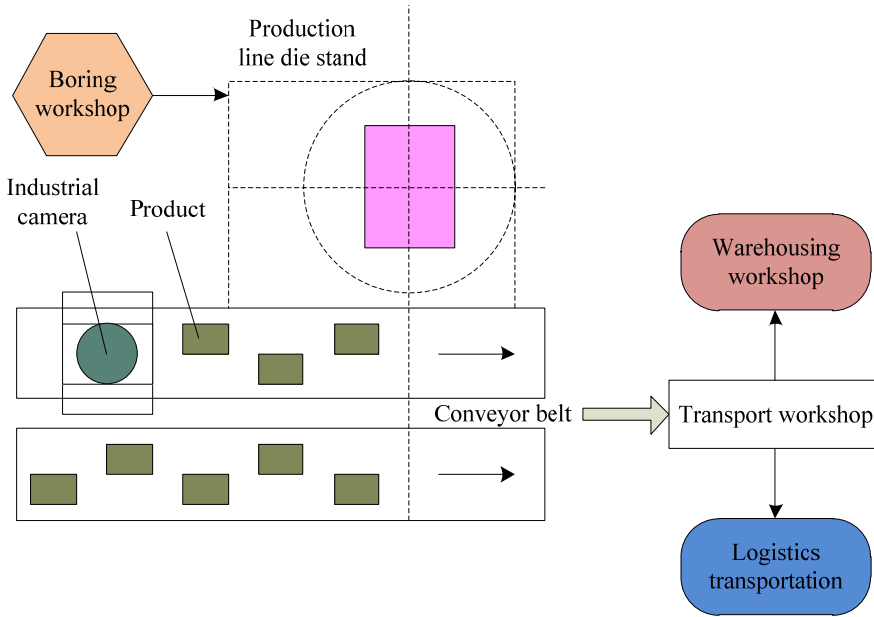 Production
line die stand
Boring
workshop
Industrial
camera
Product
Warehousing
workshop
Conveyor belt
Transport workshop
Logistics
transportation